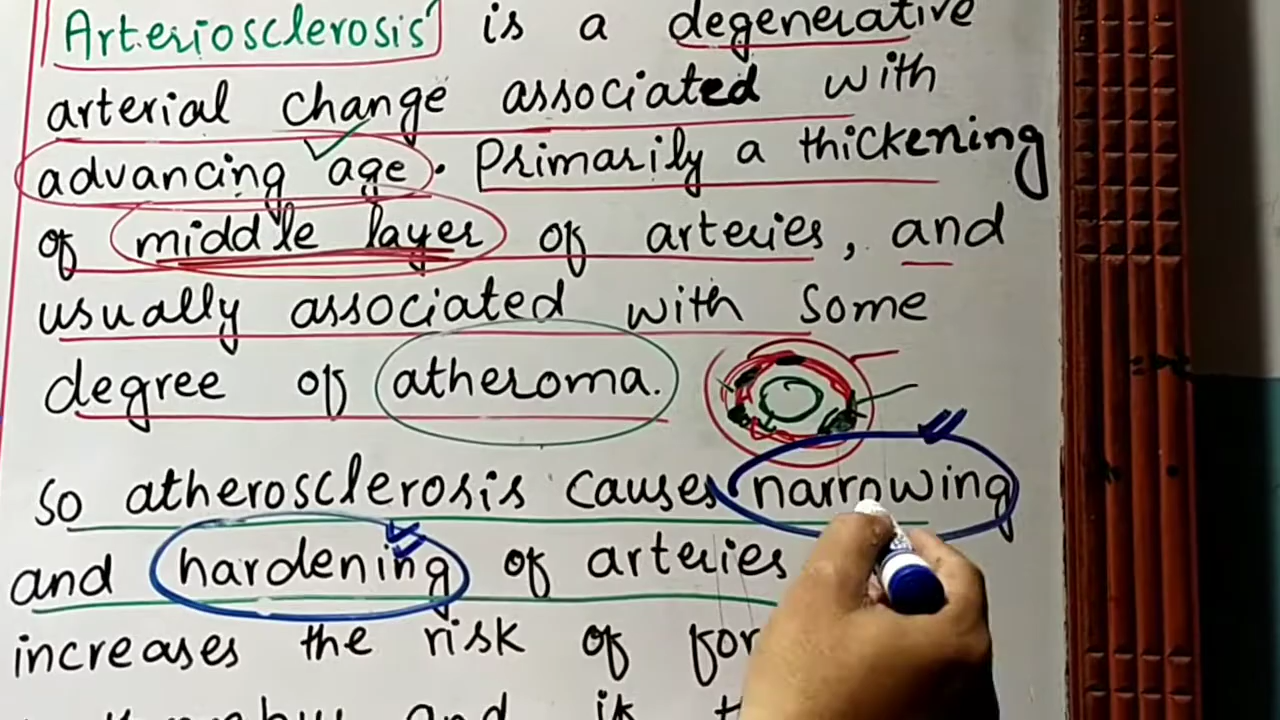 Arteriosclerosis is a degenerative
arterial change associated with
advancing age. Primarily a thickening
of middle layer of arteries, and
usually associated with some
degree of atheroma.
So atherosclerosis causes narrowing
and hardening of arteries
increases the risk of
and